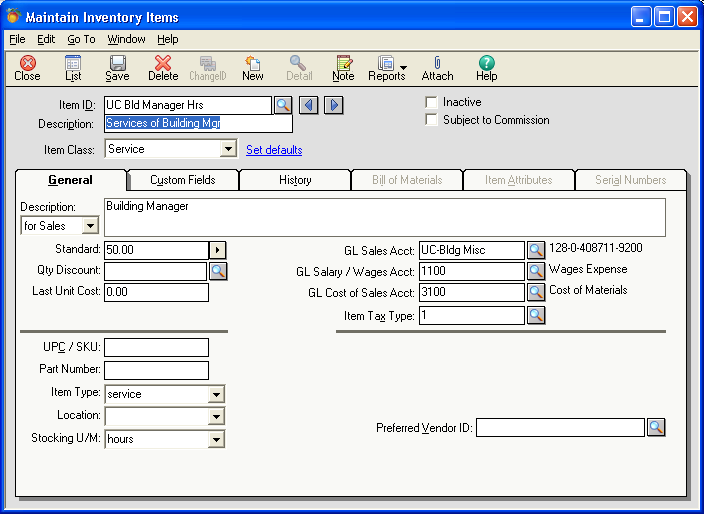 Maintain Inventory Items
File Edit Go To Window Help
Close List Save Delete ChangeID New Detail Note Reports Attach Help
Item ID: UC Bld Manager Hrs
Inactive
Description: Services of Building Mgr
Subject to Commission
Item Class: Service Set defaults
General Custom Fields History Bill of Materials Item Attributes Serial Numbers
Description: Building Manager
for Sales
Standard: 50.00 GL Sales Acct: UC-Bldg Misc 128-0-408711-9200
Qty Discount: GL Salary / Wages Acct: 1100 Wages Expense
Last Unit Cost: 0.00 GL Cost of Sales Acct: 3100 Cost of Materials
Item Tax Type: 1
UPC / SKU:
Part Number:
Item Type: service
Location:
Preferred Vendor ID:
Stocking U/M: hours